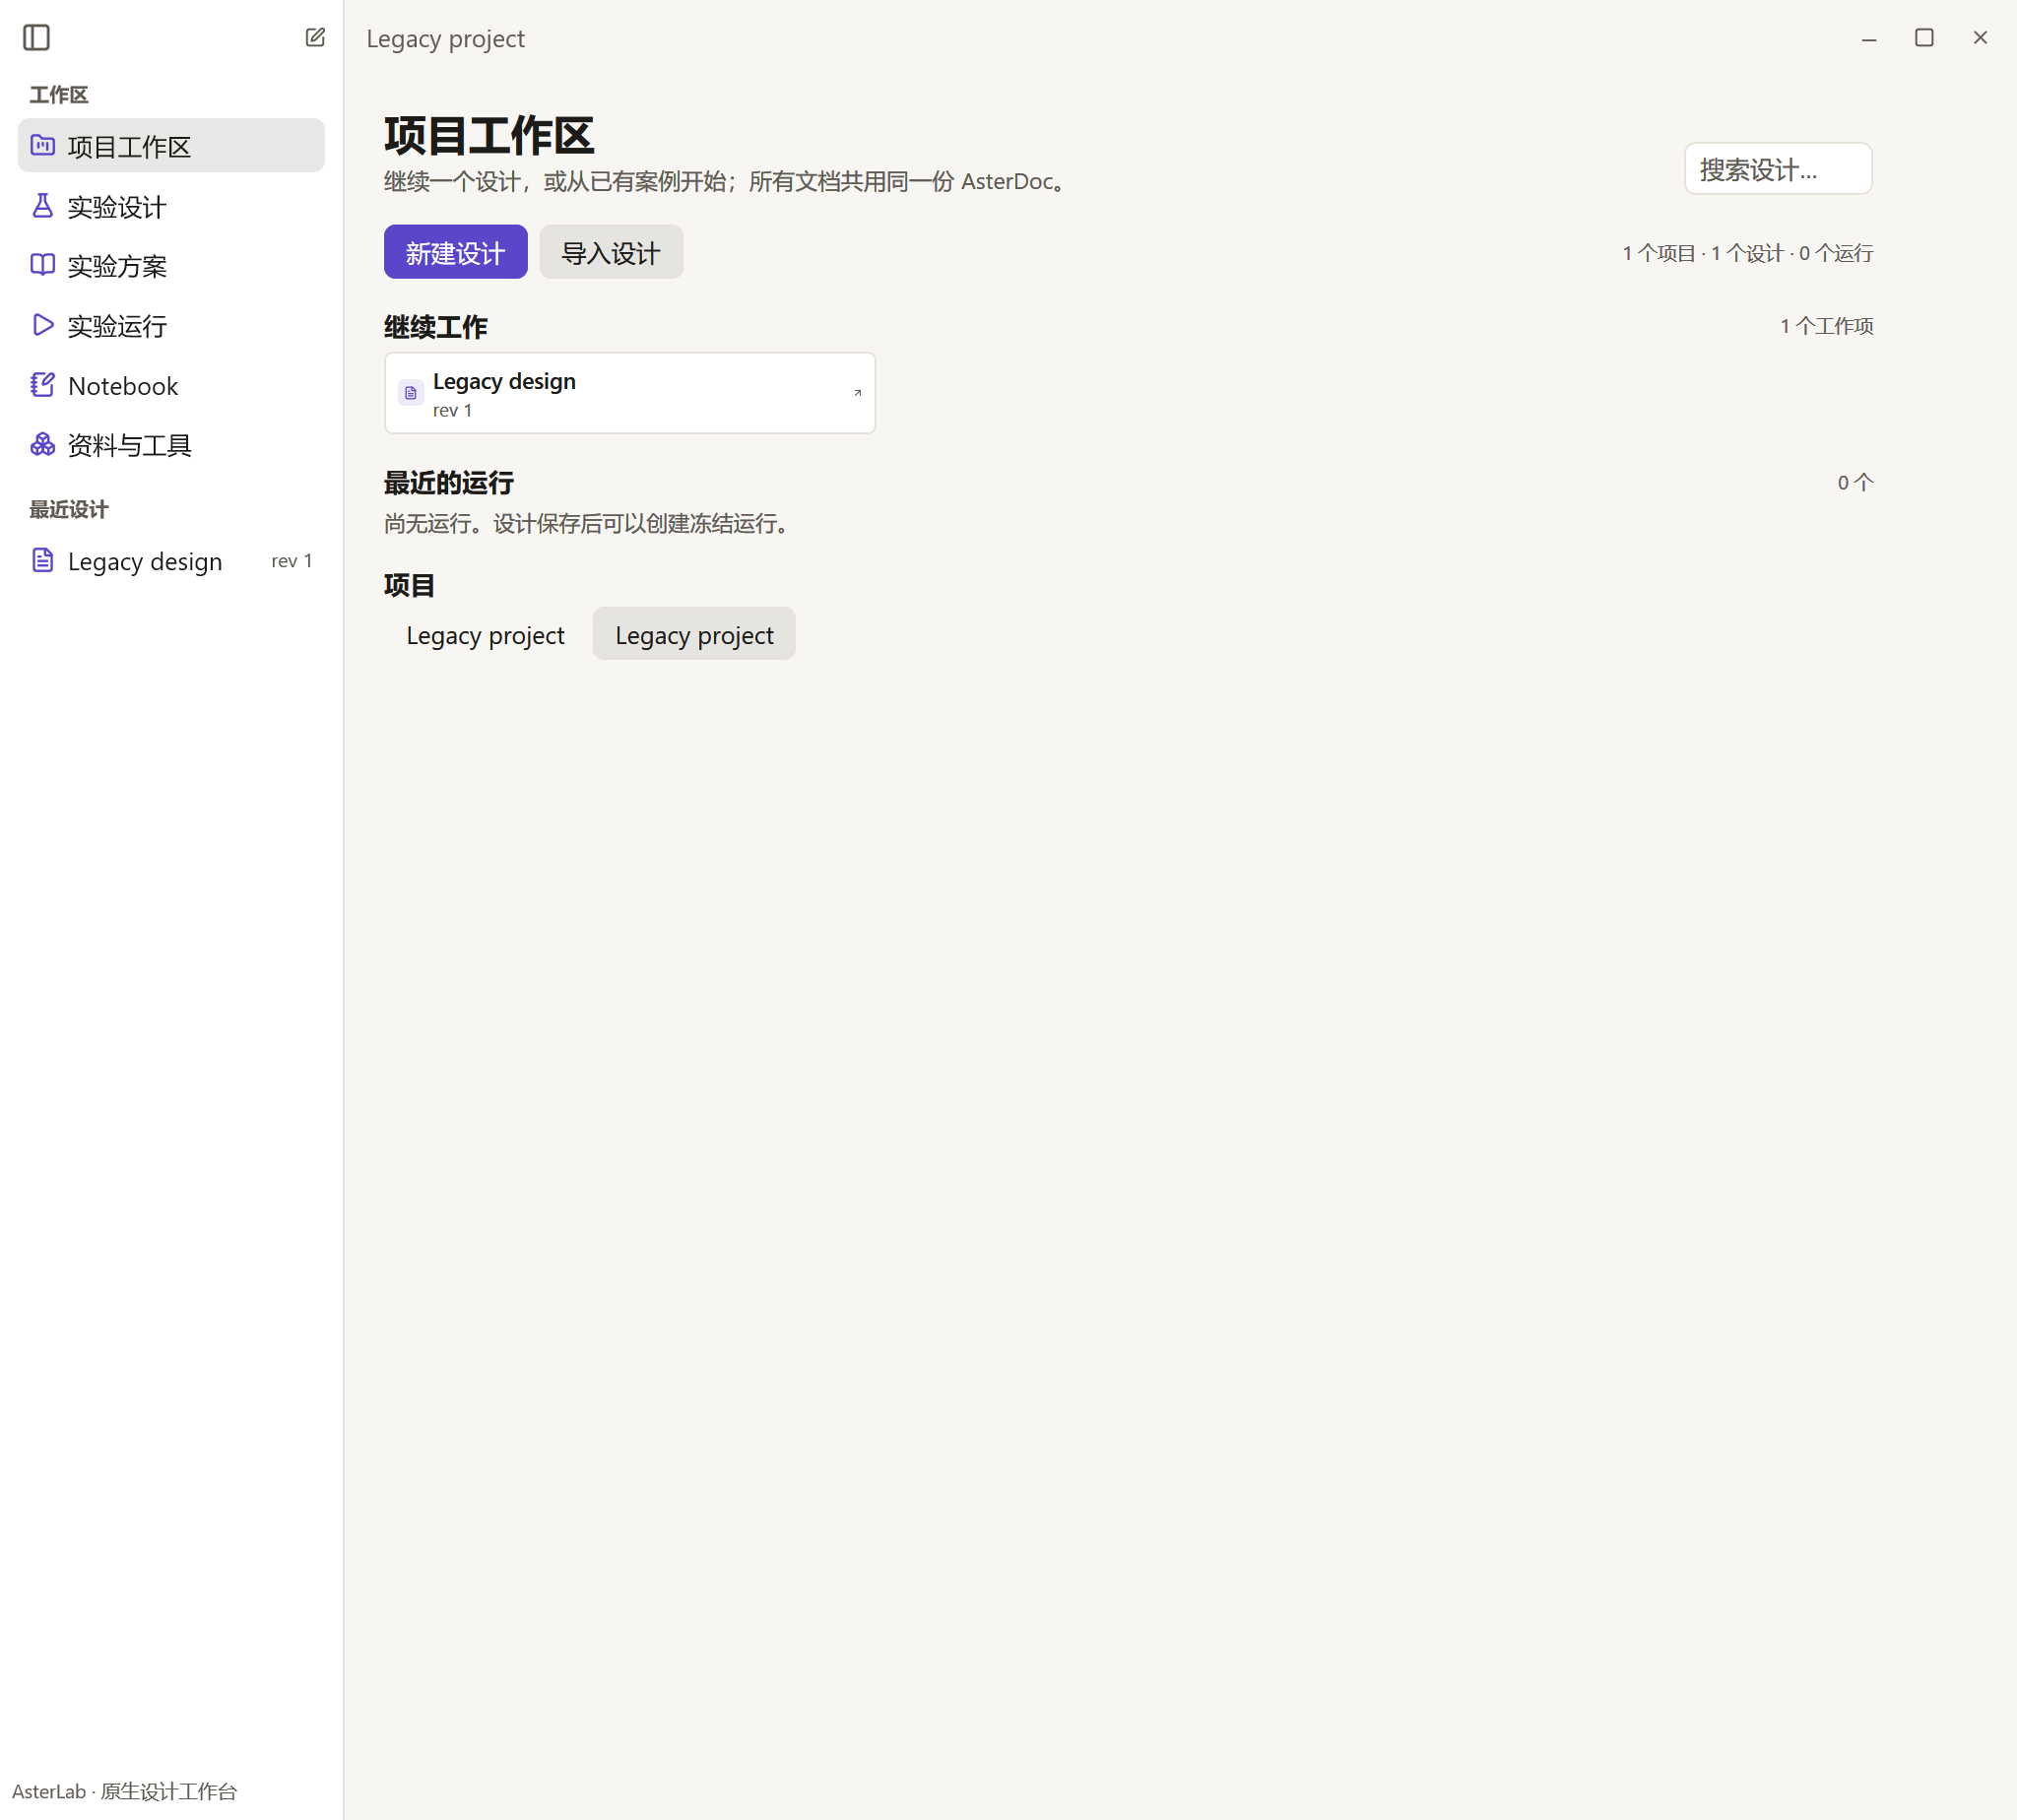 Legacy project
工作区
项目工作区
实验设计
实验方案
实验运行
Notebook
资料与工具
最近设计
Legacy design rev 1
AsterLab · 原生设计工作台
项目工作区
继续一个设计，或从已有案例开始；所有文档共用同一份 AsterDoc。
搜索设计...
新建设计 导入设计
1 个项目 · 1 个设计 · 0 个运行
继续工作
1 个工作项
Legacy design
rev 1
最近的运行
0 个
尚无运行。设计保存后可以创建冻结运行。
项目
Legacy project Legacy project